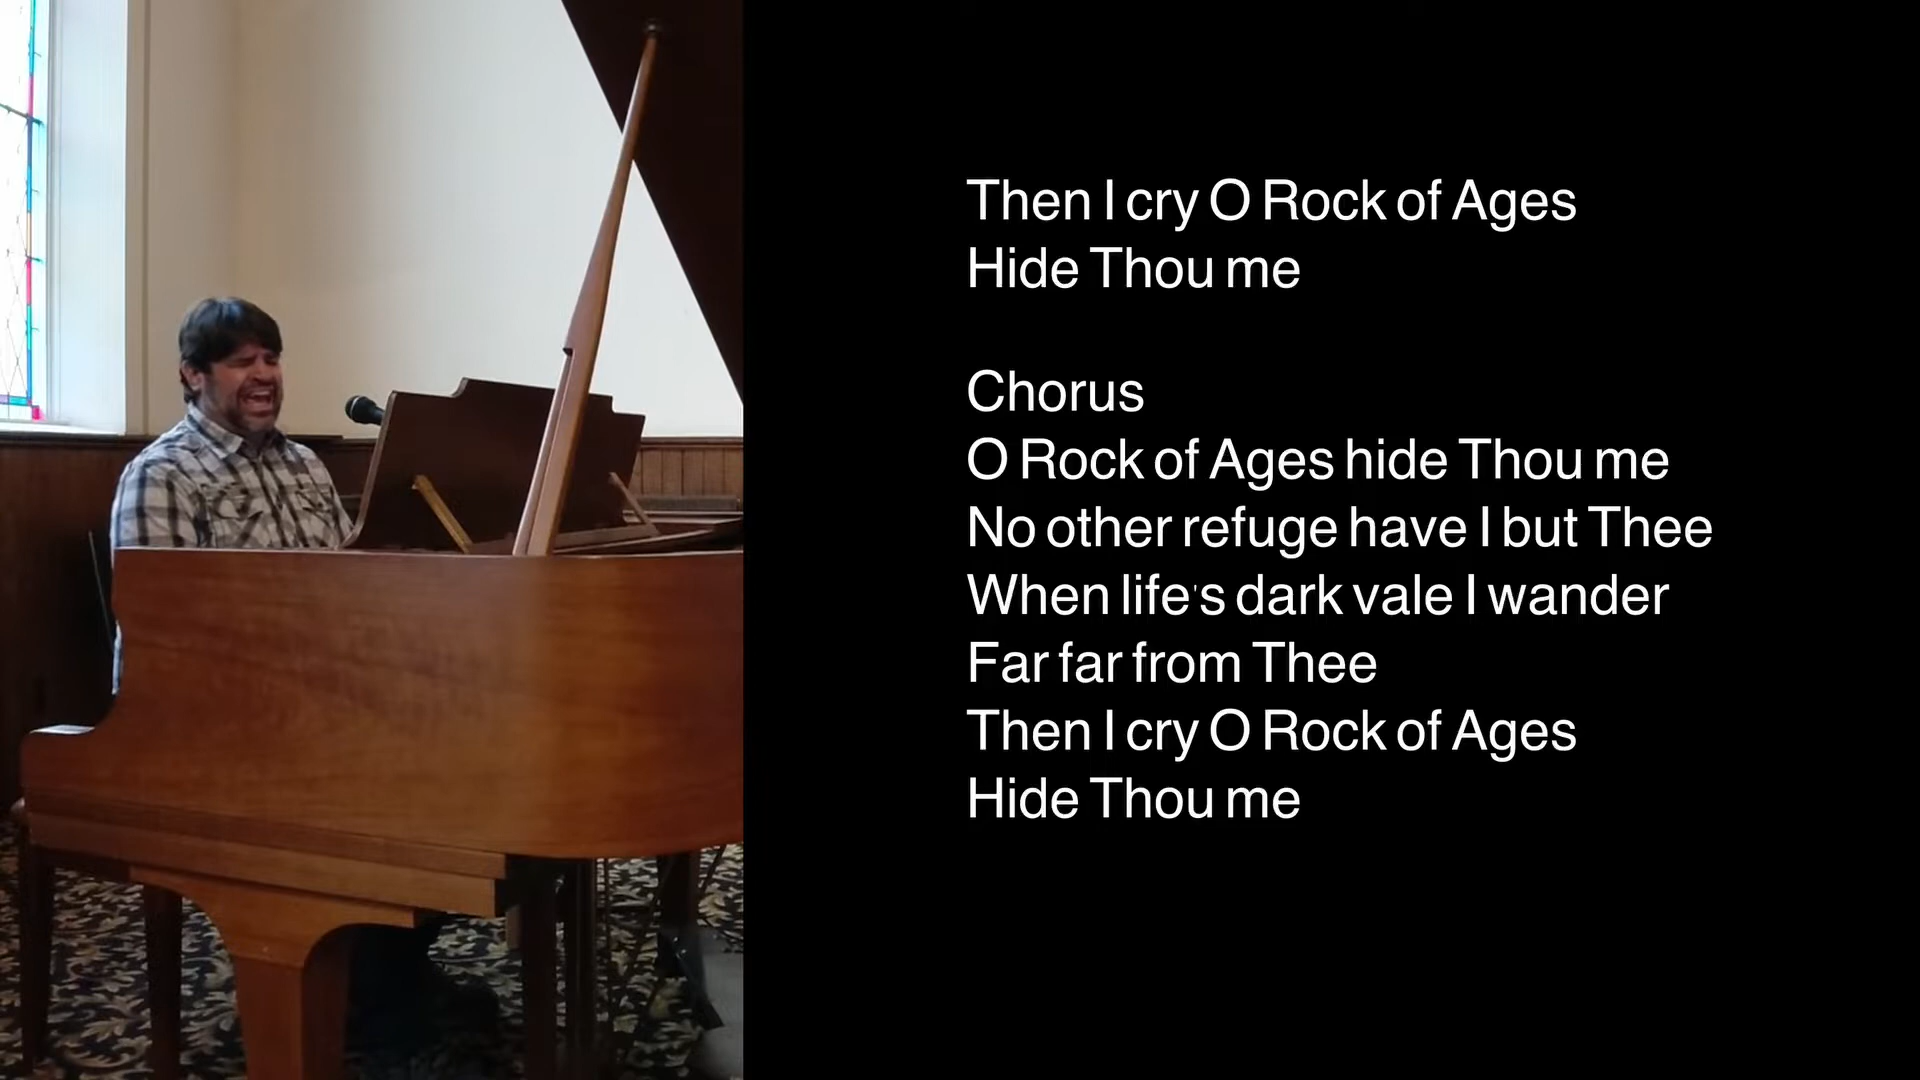 Then I cry O Rock of Ages
Hide Thou me
Chorus
O Rock of Ages hide Thou me
No other refuge have I but Thee
When life's dark vale I wander
Far far from Thee
Then I cry O Rock of Ages
Hide Thou me